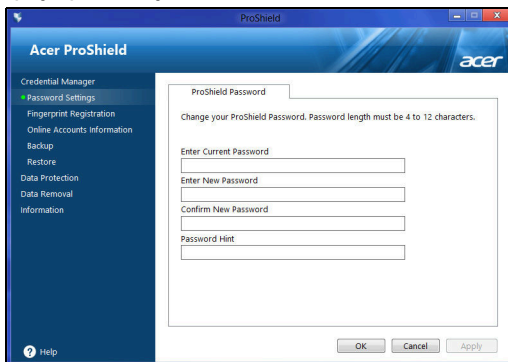 ProShield
Acer ProShield
acer
Credential Manager
Password Settings
Fingerprint Registration
Online Accounts Information
Backup
Restore
Data Protection
Data Removal
Information
Help
ProShield Password
Change your ProShield Password. Password length must be 4 to 12 characters.
Enter Current Password
Enter New Password
Confirm New Password
Password Hint
OK
Cancel
Apply